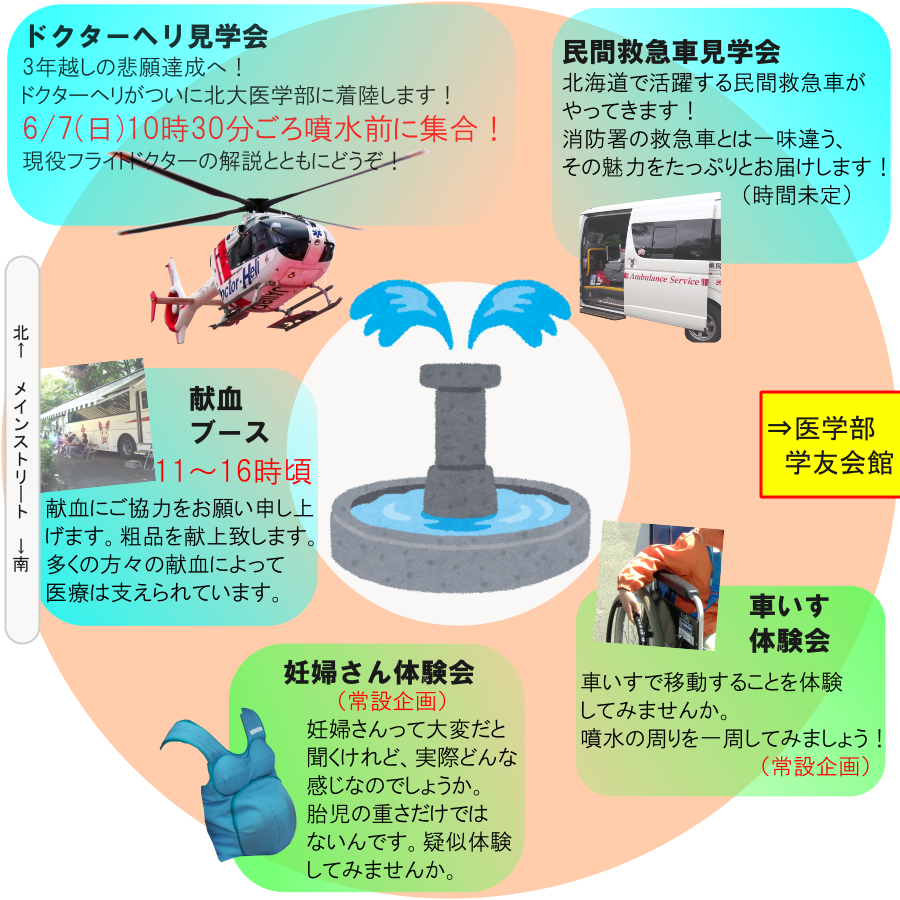 ドクターヘリ見学会
3年越しの悲願達成へ！
ドクターヘリがついに北大医学部に着陸します！
6/7(日)10時30分ごろ噴水前に集合！
現役フライトドクターの解説とともにどうぞ！
民間救急車見学会
北海道で活躍する民間救急車が
やってきます！
消防署の救急車とは一味違う、
その魅力をたっぷりとお届けします！
（時間未定）
Doctor-Heli
Ambulance Service
北←　メインストリート　→南
献血
ブース
11～16時頃
献血にご協力をお願い申し上
げます。粗品を献上致します。
多くの方々の献血によって
医療は支えられています。
⇒医学部
学友会館
車いす
体験会
車いすで移動することを体験
してみませんか。
噴水の周りを一周してみましょう！
（常設企画）
妊婦さん体験会
（常設企画）
妊婦さんって大変だと
聞くけれど、実際どんな
感じなのでしょうか。
胎児の重さだけでは
ないんです。疑似体験
してみませんか。